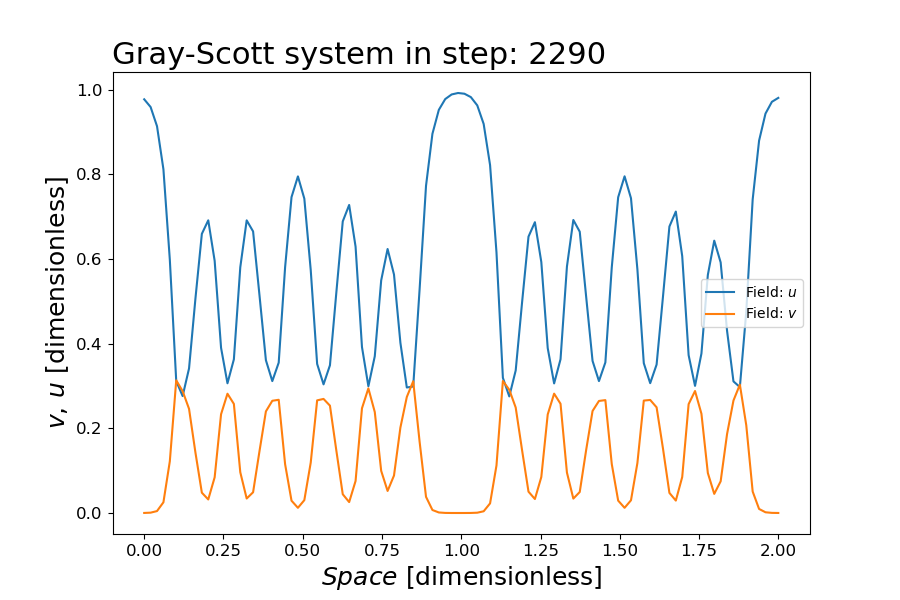 Gray-Scott system in step: 2290
v, u [dimensionless]
1.0
0.8
0.6
0.4
0.2
0.0
Field: u
Field: v
0.00 0.25 0.50 0.75 1.00 1.25 1.50 1.75 2.00
Space [dimensionless]